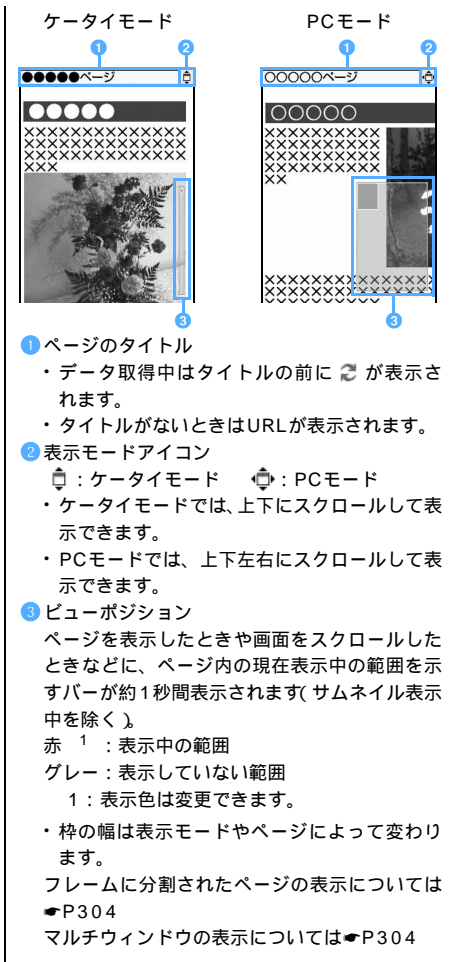 ケータイモード PCモード
1 2 1 2
●●●●●ページ ○○○○○ページ
●●●●● ○○○○○
××××××××××××× ×××××××××
××××××××××××× ×××××××××
××× ×××××××××
××
×××××××××××××
×××××××××××××
3 3
1 ページのタイトル
・データ取得中はタイトルの前に が表示さ
れます。
・タイトルがないときはURLが表示されます。
2 表示モードアイコン
：ケータイモード ：PCモード
・ケータイモードでは、上下にスクロールして表
示できます。
・PCモードでは、上下左右にスクロールして表
示できます。
3 ビューポジション
ページを表示したときや画面をスクロールした
ときなどに、ページ内の現在表示中の範囲を示
すバーが約1秒間表示されます(サムネイル表示
中を除く)。
赤 1 ：表示中の範囲
グレー：表示していない範囲
1：表示色は変更できます。
・枠の幅は表示モードやページによって変わり
ます。
フレームに分割されたページの表示については
☛P304
マルチウィンドウの表示については☛P304